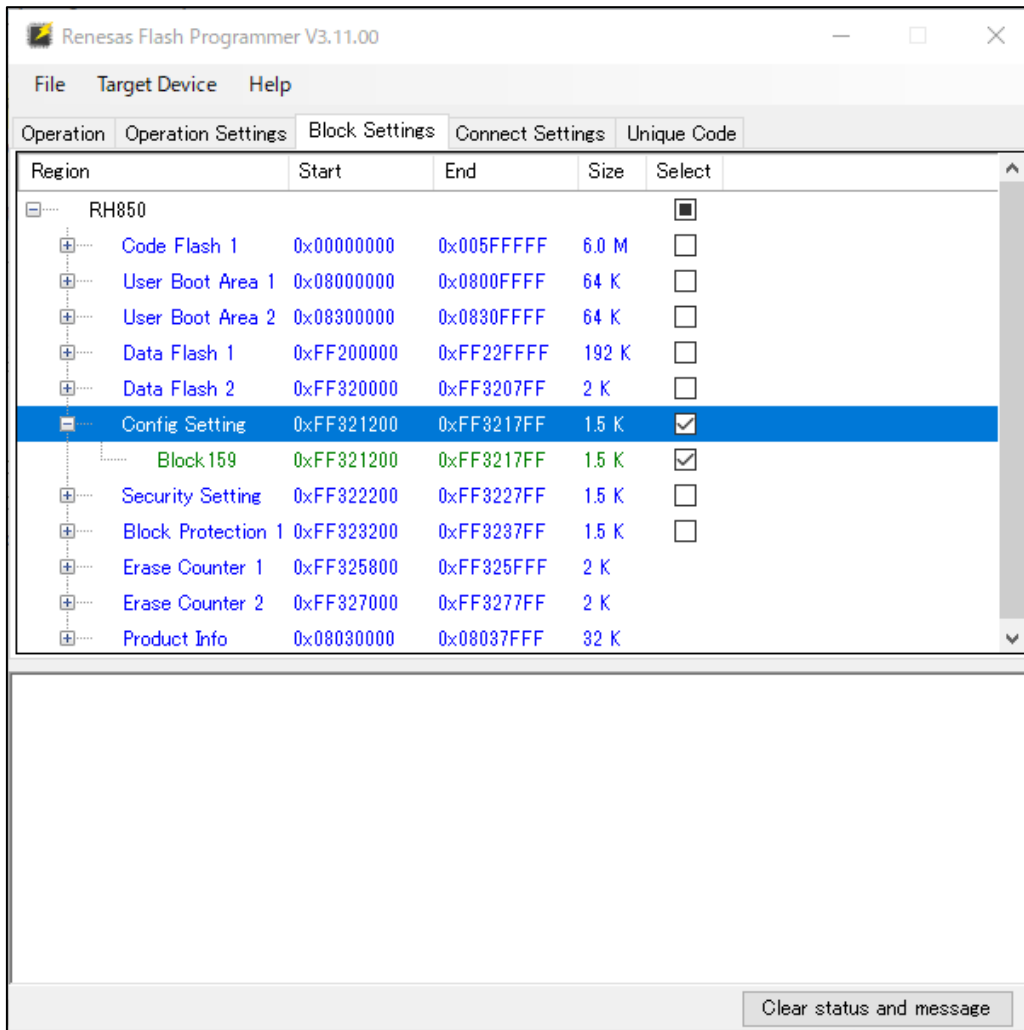 Renesas Flash Programmer V3.11.00
File Target Device Help
Operation Operation Settings Block Settings Connect Settings Unique Code
Region Start End Size Select
RH850
Code Flash 1 0x00000000 0x005FFFFF 6.0 M
User Boot Area 1 0x08000000 0x0800FFFF 64 K
User Boot Area 2 0x08300000 0x0830FFFF 64 K
Data Flash 1 0xFF200000 0xFF22FFFF 192 K
Data Flash 2 0xFF320000 0xFF3207FF 2 K
Config Setting 0xFF321200 0xFF3217FF 1.5 K
Block159 0xFF321200 0xFF3217FF 1.5 K
Security Setting 0xFF322200 0xFF3227FF 1.5 K
Block Protection 1 0xFF323200 0xFF3237FF 1.5 K
Erase Counter 1 0xFF325800 0xFF325FFF 2 K
Erase Counter 2 0xFF327000 0xFF3277FF 2 K
Product Info 0x08030000 0x08037FFF 32 K
Clear status and message